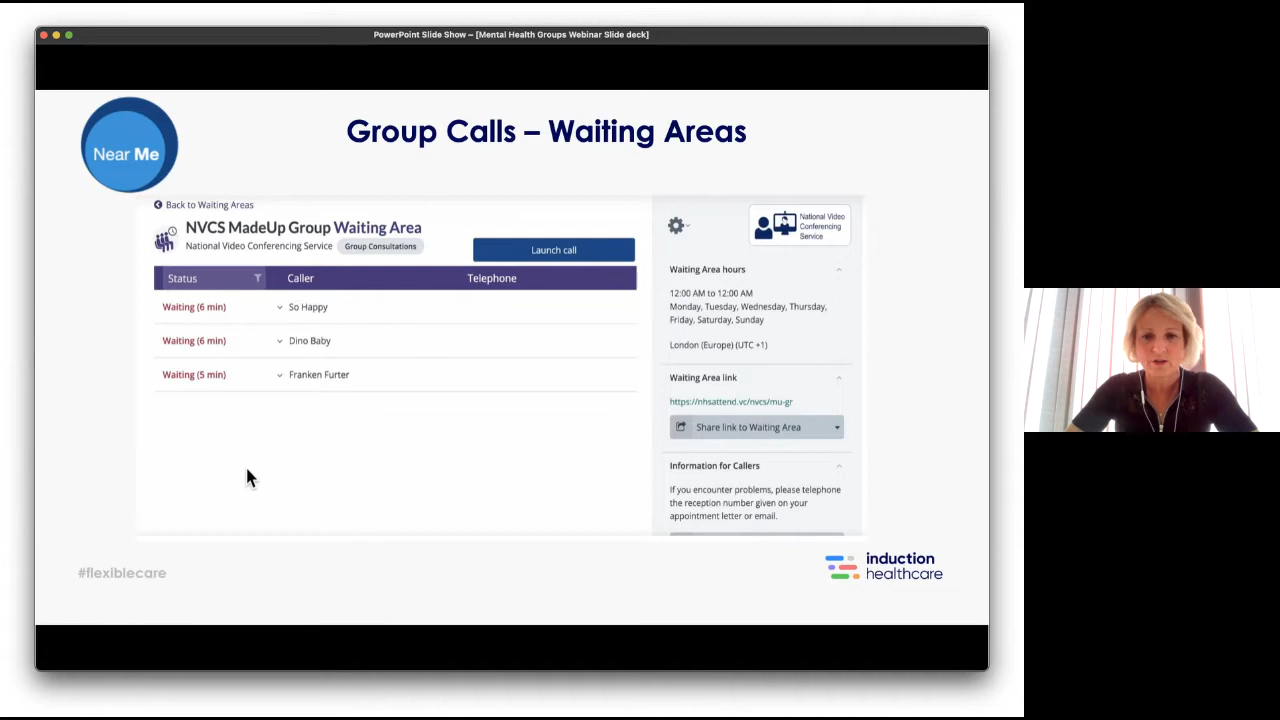 PowerPoint Slide Show – [Mental Health Groups Webinar Slide deck]
Near Me
Group Calls – Waiting Areas
Back to Waiting Areas
NVCS MadeUp Group Waiting Area
National Video Conferencing Service Group Consultations
Launch call
Status Caller Telephone
Waiting (6 min) So Happy
Waiting (6 min) Dino Baby
Waiting (5 min) Franken Furter
National Video
Conferencing
Service
Waiting Area hours
12:00 AM to 12:00 AM
Monday, Tuesday, Wednesday, Thursday,
Friday, Saturday, Sunday
London (Europe) (UTC +1)
Waiting Area link
https://nhsattend.vc/nvcs/mu-gr
Share link to Waiting Area
Information for Callers
If you encounter problems, please telephone
the reception number given on your
appointment letter or email.
#flexiblecare
induction
healthcare